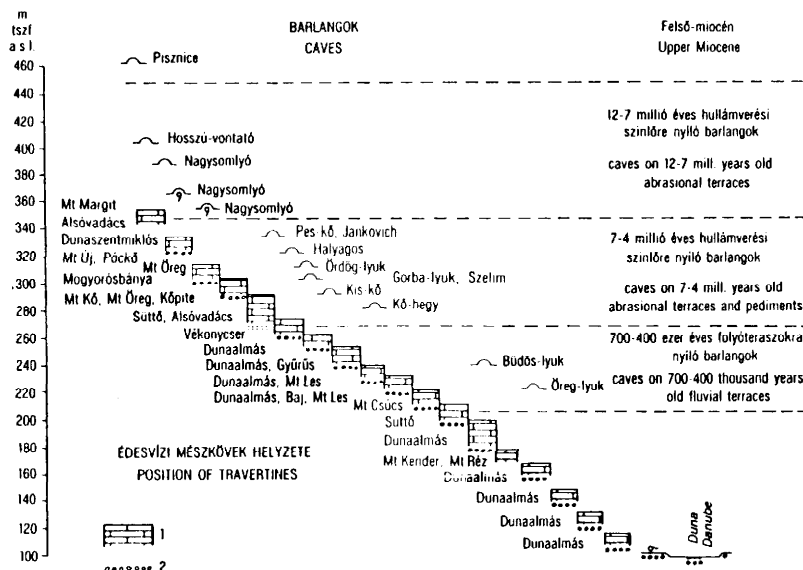 m
tszf
a s l.
BARLANGOK
CAVES
Felső-miocén
Upper Miocene
460
440
420
400
380
360
340
320
300
280
260
240
220
200
180
160
140
120
100
Pisznice
Hosszú-vontató
Nagysomlyó
Nagysomlyó
Nagysomlyó
12-7 millió éves hullámverési
szinlőre nyiló barlangok
caves on 12-7 mill. years old
abrasional terraces
Mt Margit
Alsóvadács
Dunaszentmiklós
Mt Új, Póckő
Mt Öreg
Mogyorósbánya
Mt Kő, Mt Öreg, Kőpite
Süttő, Alsóvadács
Vékonycser
Dunaalmás
Dunaalmás, Gyűrűs
Dunaalmás, Mt Les
Dunaalmás, Baj, Mt Les
Mt Csúcs
Süttő
Dunaalmás
Mt Kender, Mt Réz
Dunaalmás
Dunaalmás
Dunaalmás
Dunaalmás
Pes-kő, Jankovich
Halyagos
Ördög-lyuk
Gorba-lyuk, Szelim
Kis-kő
Kő-hegy
7-4 millió éves hullámverési
szinlőre nyiló barlangok
caves on 7-4 mill. years old
abrasional terraces and pediments
Büdös-lyuk
Öreg-lyuk
700-400 ezer éves folyóteraszokra
nyiló barlangok
caves on 700-400 thousand years
old fluvial terraces
ÉDESVÍZI MÉSZKÖVEK HELYZETE
POSITION OF TRAVERTINES
1
2
Duna
Danube